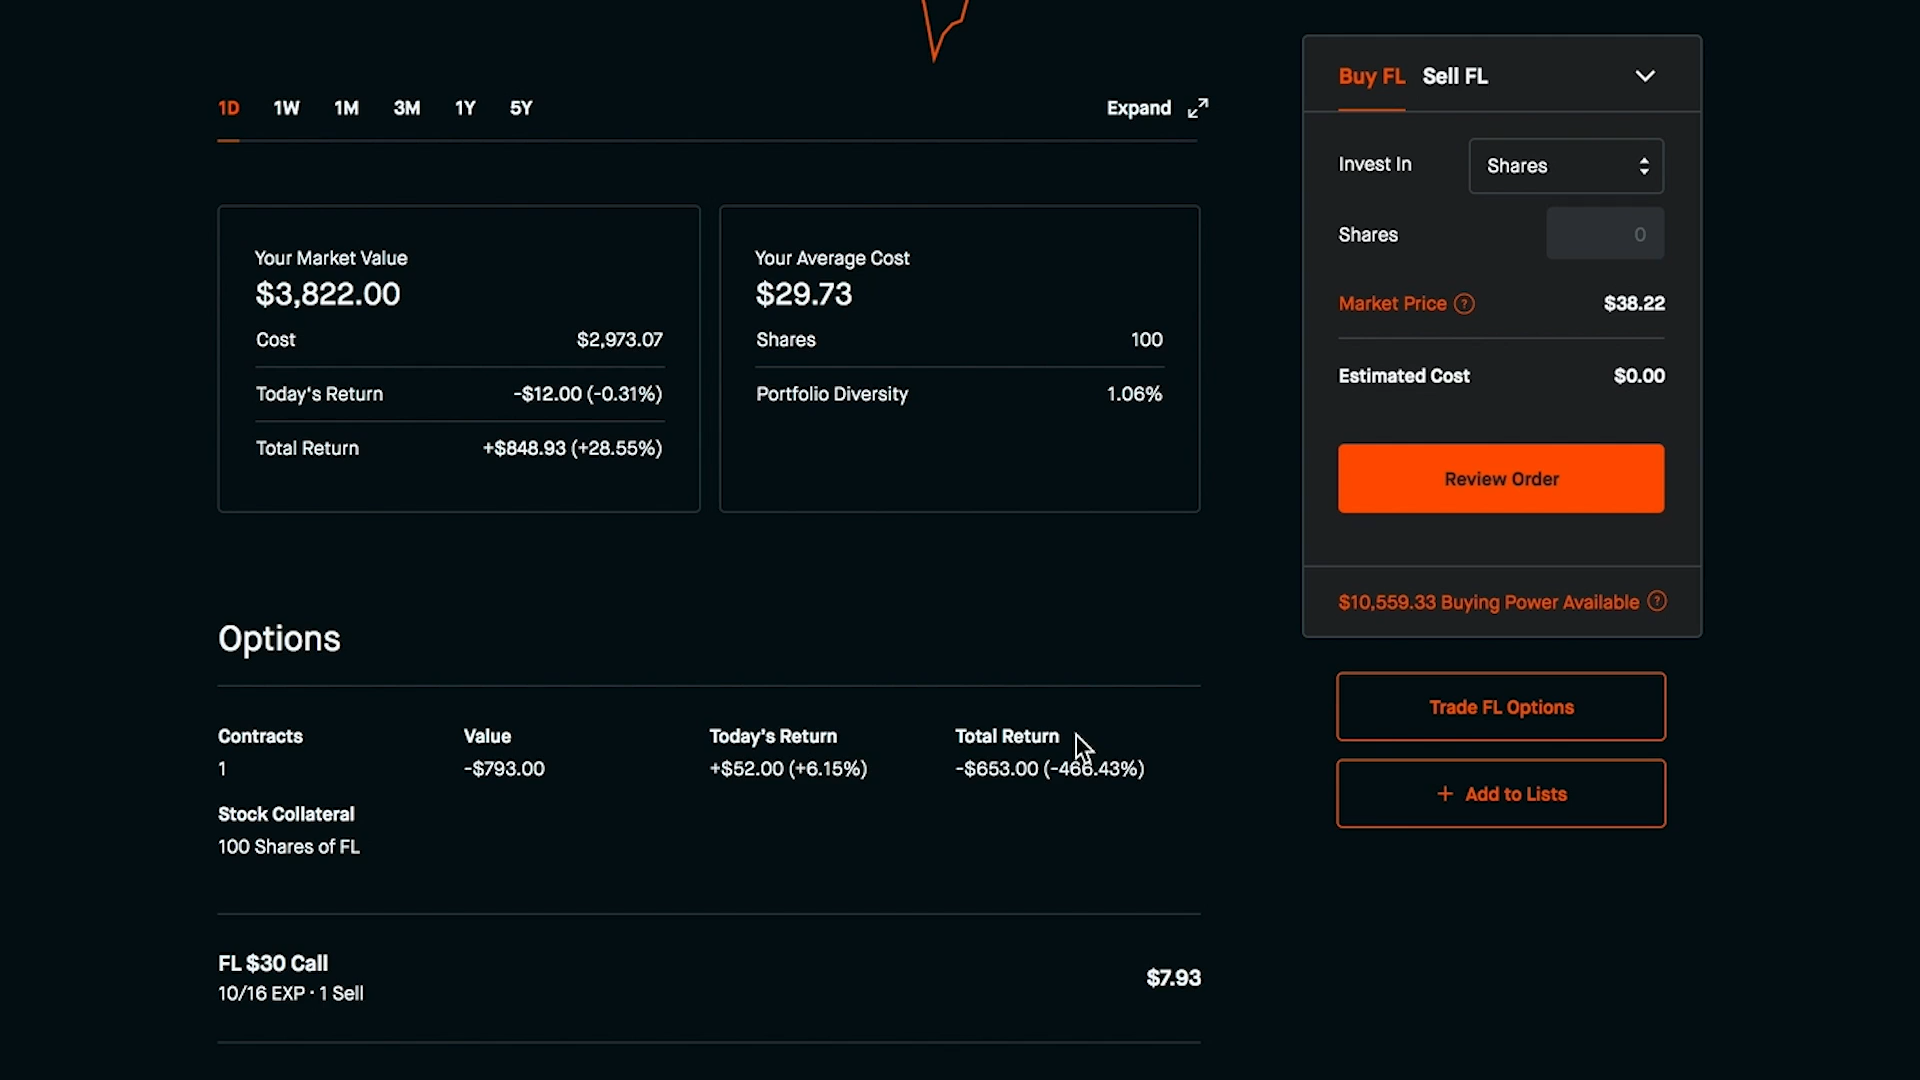 1D 1W 1M 3M 1Y 5Y Expand
Your Market Value
$3,822.00
Cost $2,973.07
Today's Return -$12.00 (-0.31%)
Total Return +$848.93 (+28.55%)
Your Average Cost
$29.73
Shares 100
Portfolio Diversity 1.06%
Options
Contracts Value Today's Return Total Return
1 -$793.00 +$52.00 (+6.15%) -$653.00 (-466.43%)
Stock Collateral
100 Shares of FL
FL $30 Call
10/16 EXP · 1 Sell
$7.93
Buy FL Sell FL
Invest In Shares
Shares 0
Market Price ? $38.22
Estimated Cost $0.00
Review Order
$10,559.33 Buying Power Available ?
Trade FL Options
+ Add to Lists